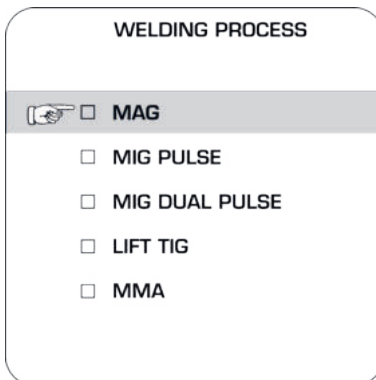 WELDING PROCESS
MAG
MIG PULSE
MIG DUAL PULSE
LIFT TIG
MMA